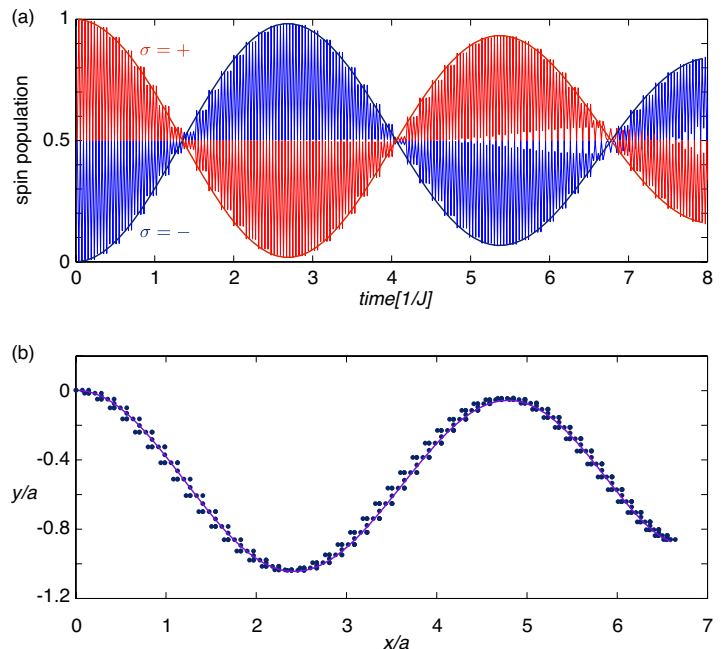 (a)
1
σ = +
0.5
spin population
σ = −
0
0 1 2 3 4 5 6 7 8
time[1/J]
(b)
0
-0.4
y/a
-0.8
-1.2
0 1 2 3 4 5 6 7
x/a